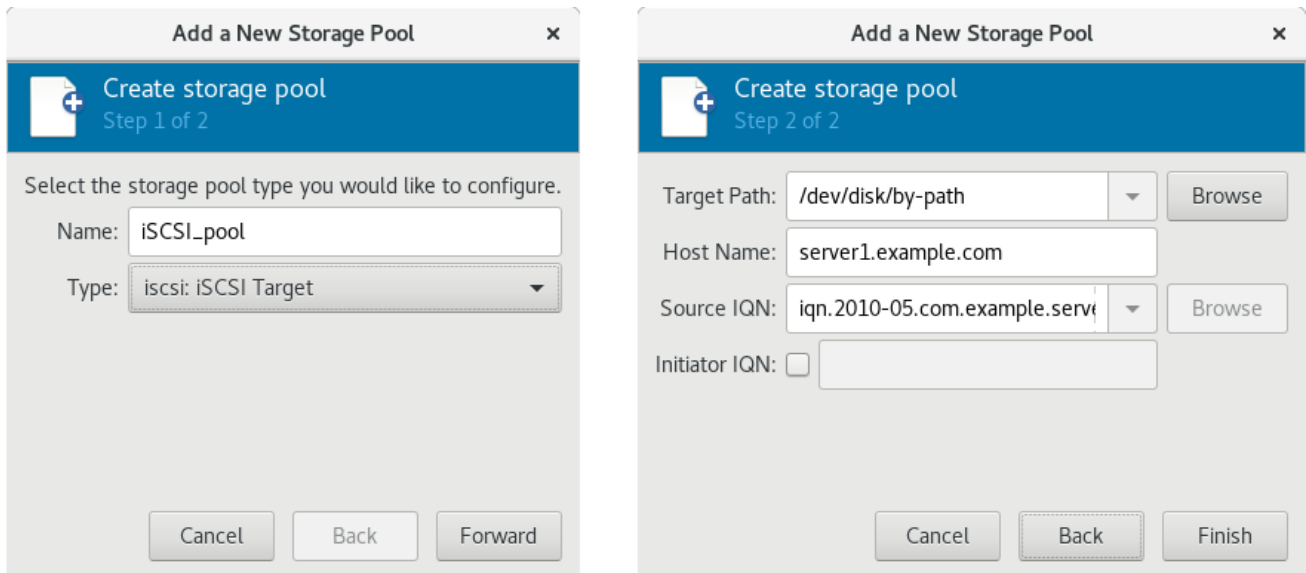 Add a New Storage Pool ×
Create storage pool
Step 1 of 2
Select the storage pool type you would like to configure.
Name: iSCSI_pool
Type: iscsi: iSCSI Target
Cancel Back Forward
Add a New Storage Pool ×
Create storage pool
Step 2 of 2
Target Path: /dev/disk/by-path Browse
Host Name: server1.example.com
Source IQN: iqn.2010-05.com.example.serve Browse
Initiator IQN:
Cancel Back Finish